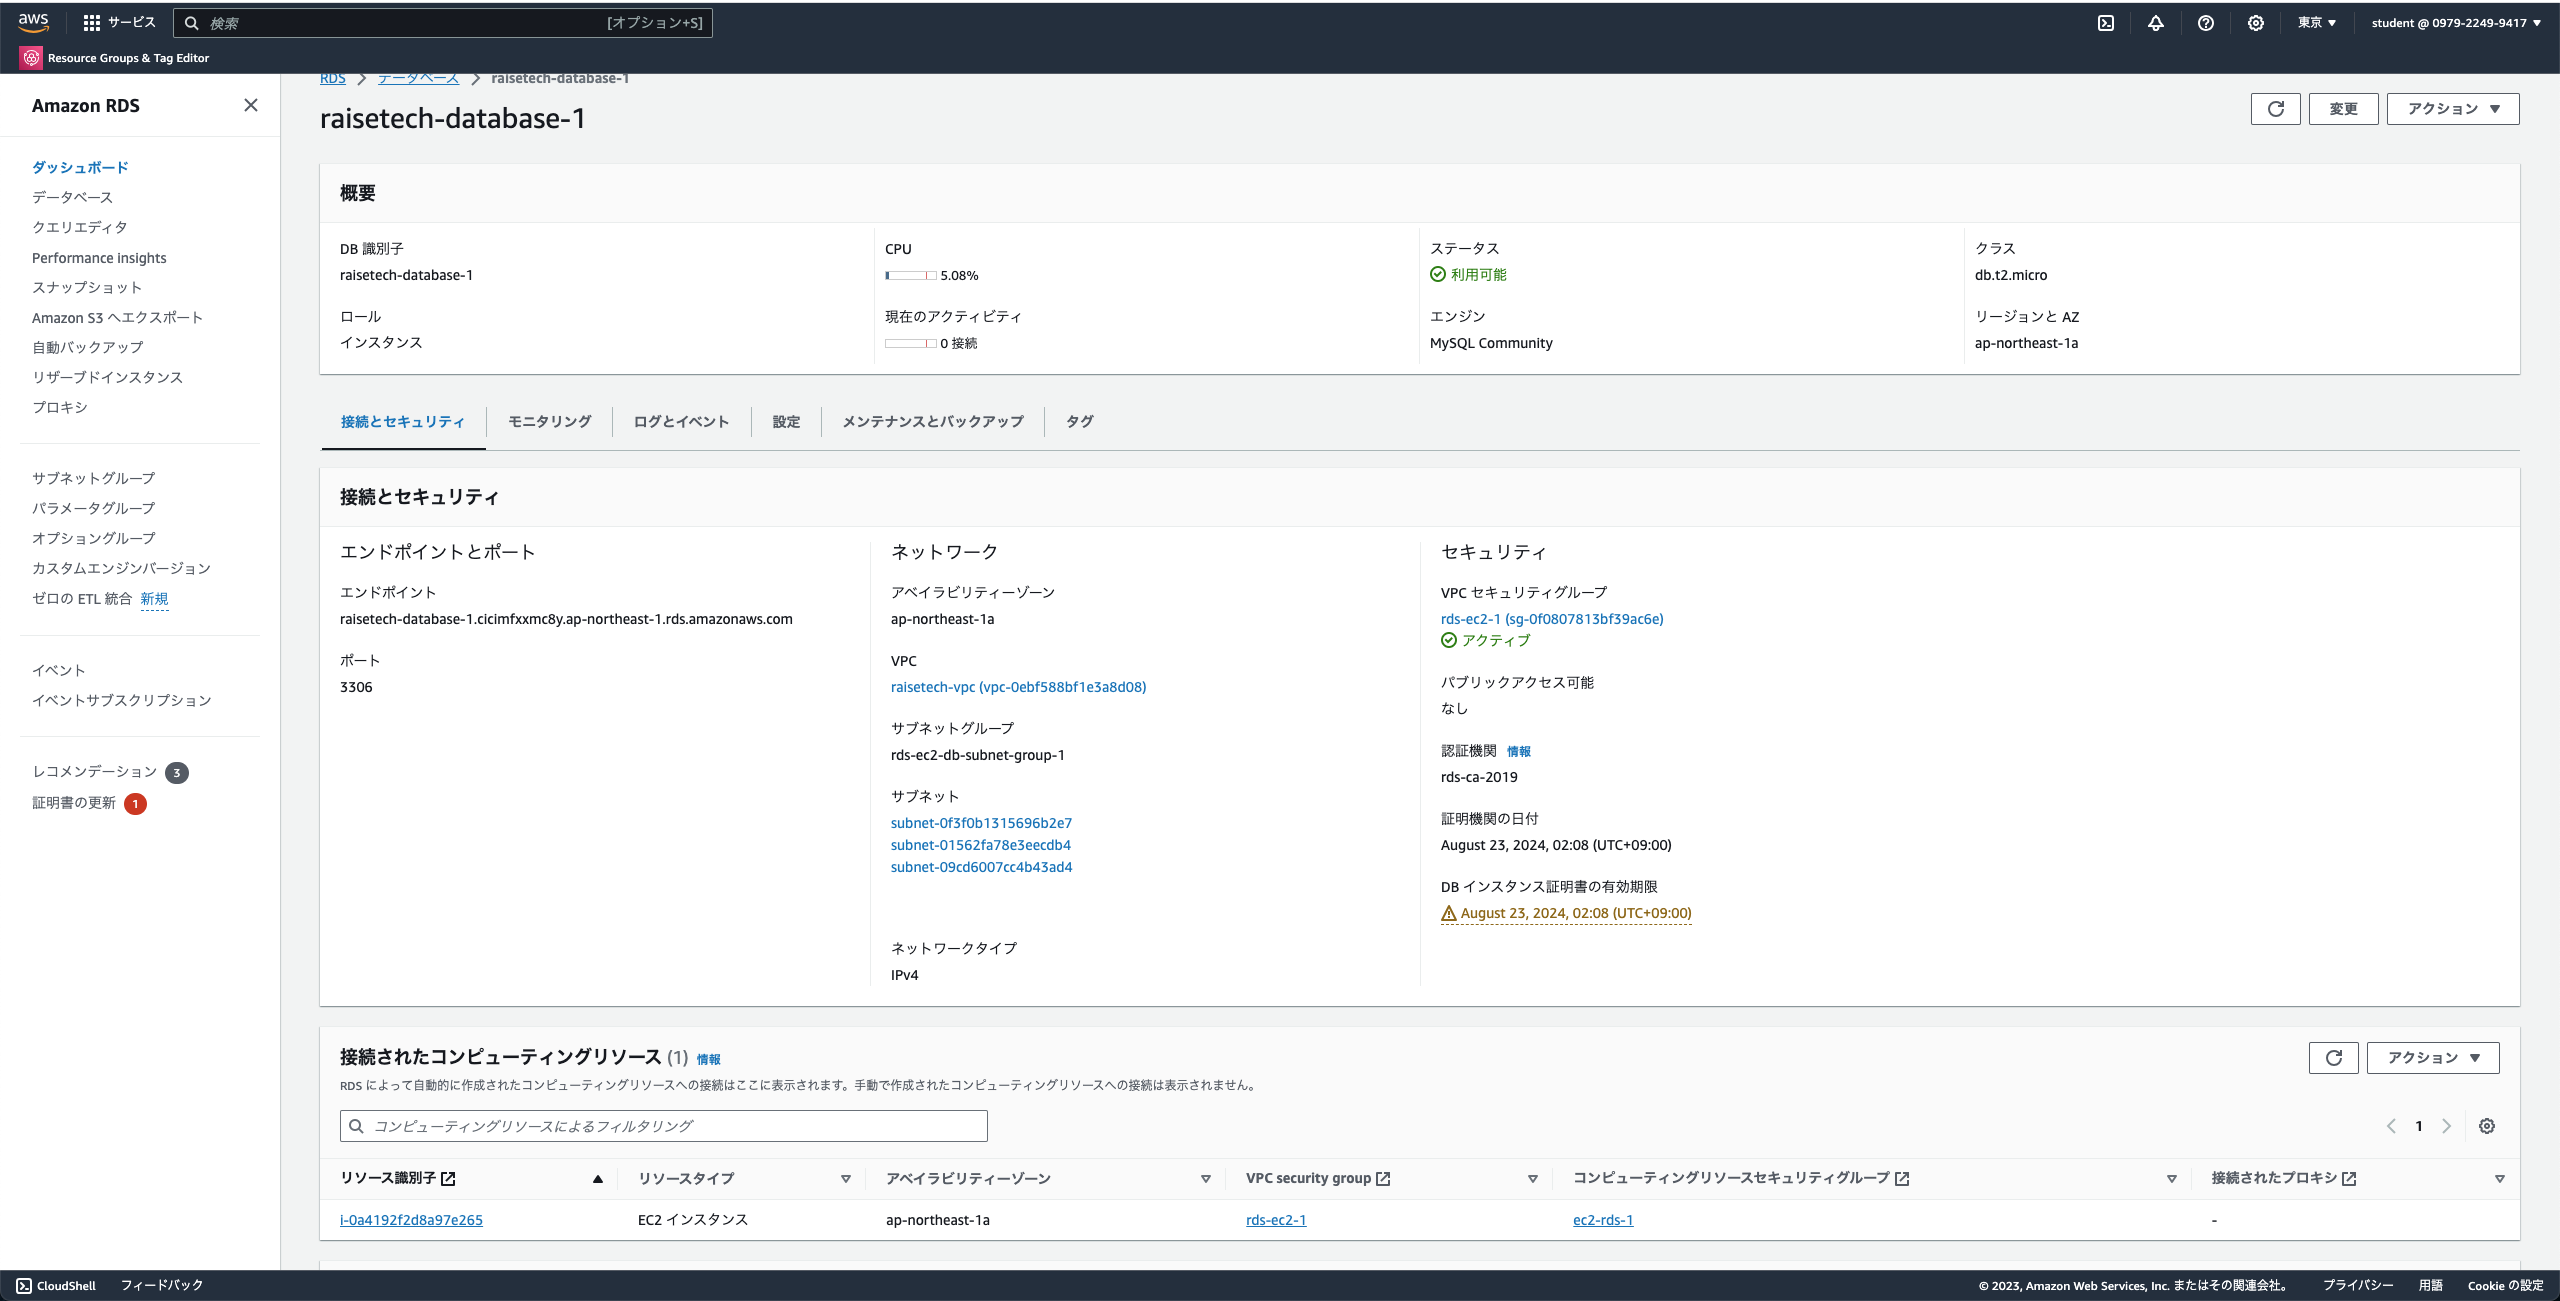 aws
サービス
検索
[オプション+S]
東京 ▼
student @ 0979-2249-9417 ▼
Resource Groups & Tag Editor
Amazon RDS
ダッシュボード
データベース
クエリエディタ
Performance insights
スナップショット
Amazon S3 へエクスポート
自動バックアップ
リザーブドインスタンス
プロキシ
サブネットグループ
パラメータグループ
オプショングループ
カスタムエンジンバージョン
ゼロの ETL 統合 新規
イベント
イベントサブスクリプション
レコメンデーション 3
証明書の更新 1
RDS > データベース > raisetech-database-1
raisetech-database-1
変更
アクション ▼
概要
DB 識別子
raisetech-database-1
ロール
インスタンス
CPU
5.08%
現在のアクティビティ
0 接続
ステータス
利用可能
エンジン
MySQL Community
クラス
db.t2.micro
リージョンと AZ
ap-northeast-1a
接続とセキュリティ
モニタリング
ログとイベント
設定
メンテナンスとバックアップ
タグ
接続とセキュリティ
エンドポイントとポート
エンドポイント
raisetech-database-1.cicimfxxmc8y.ap-northeast-1.rds.amazonaws.com
ポート
3306
ネットワーク
アベイラビリティーゾーン
ap-northeast-1a
VPC
raisetech-vpc (vpc-0ebf588bf1e3a8d08)
サブネットグループ
rds-ec2-db-subnet-group-1
サブネット
subnet-0f3f0b1315696b2e7
subnet-01562fa78e3eecdb4
subnet-09cd6007cc4b43ad4
ネットワークタイプ
IPv4
セキュリティ
VPC セキュリティグループ
rds-ec2-1 (sg-0f0807813bf39ac6e)
アクティブ
パブリックアクセス可能
なし
認証機関 情報
rds-ca-2019
証明機関の日付
August 23, 2024, 02:08 (UTC+09:00)
DB インスタンス証明書の有効期限
August 23, 2024, 02:08 (UTC+09:00)
接続されたコンピューティングリソース (1) 情報
アクション ▼
RDS によって自動的に作成されたコンピューティングリソースへの接続はここに表示されます。手動で作成されたコンピューティングリソースへの接続は表示されません。
コンピューティングリソースによるフィルタリング
1
リソース識別子
リソースタイプ
アベイラビリティーゾーン
VPC security group
コンピューティングリソースセキュリティグループ
接続されたプロキシ
i-0a4192f2d8a97e265
EC2 インスタンス
ap-northeast-1a
rds-ec2-1
ec2-rds-1
-
CloudShell
フィードバック
© 2023, Amazon Web Services, Inc. またはその関連会社。
プライバシー
用語
Cookie の設定